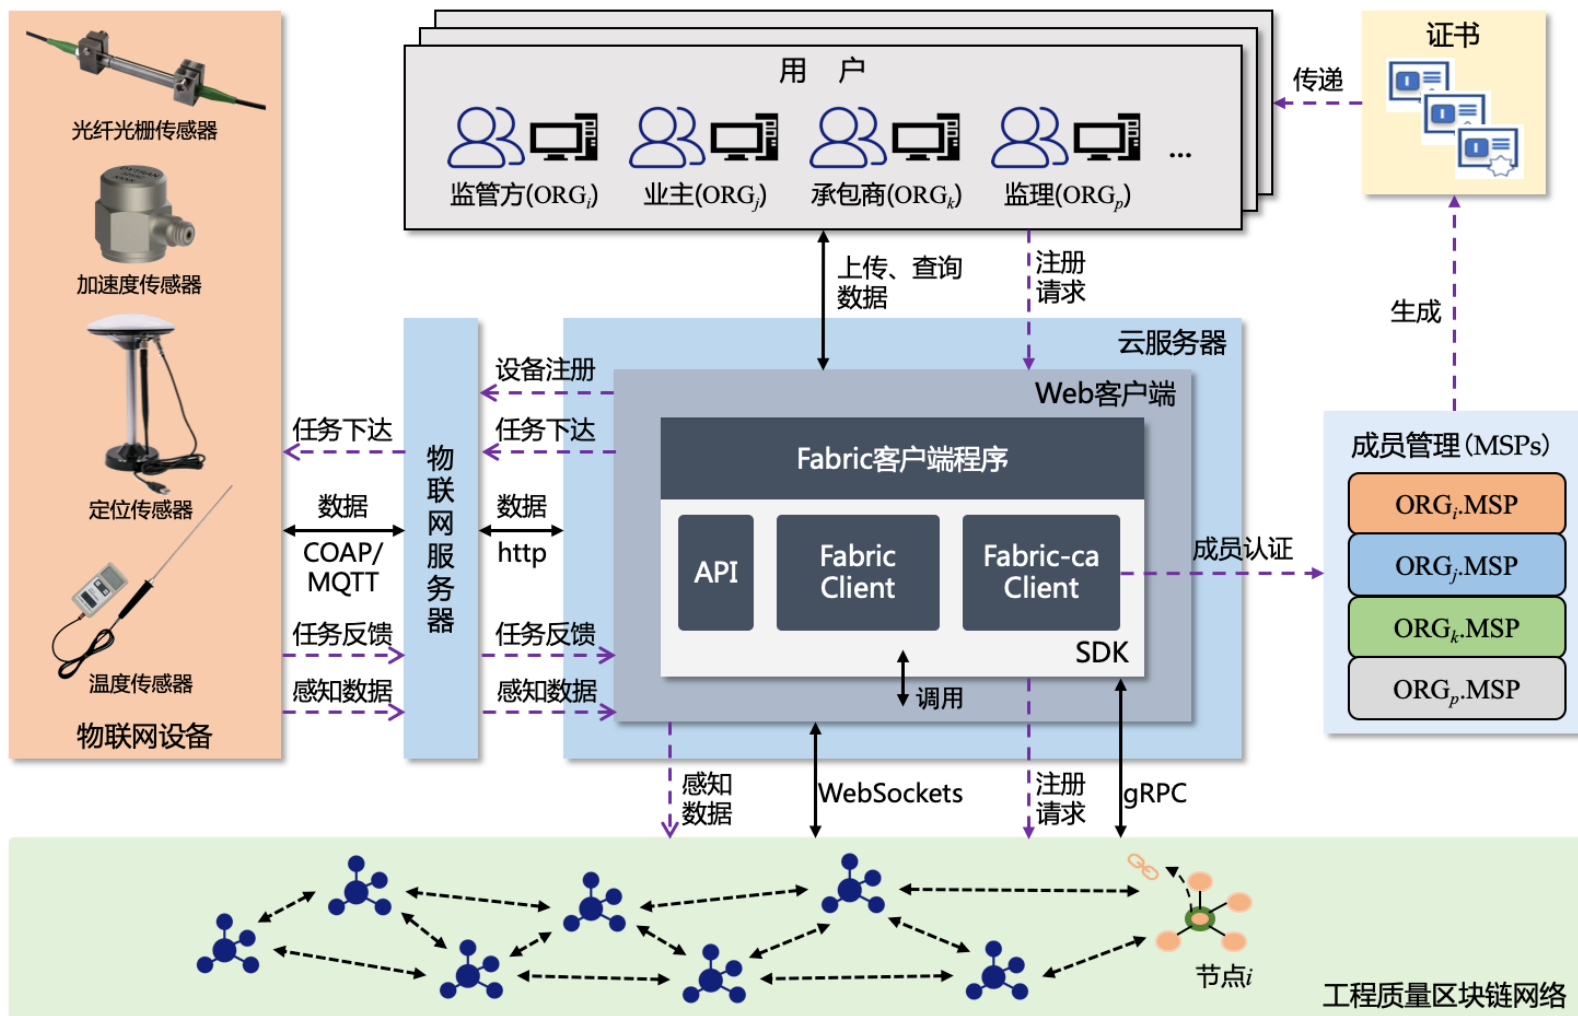 光纤光栅传感器
加速度传感器
定位传感器
温度传感器
物联网设备
用 户
监管方(ORGi)
业主(ORGj)
承包商(ORGk)
监理(ORGp)
...
证书
传递
生成
上传、查询
数据
注册
请求
云服务器
Web客户端
Fabric客户端程序
API
Fabric
Client
Fabric-ca
Client
SDK
调用
设备注册
任务下达
任务下达
物联网服务器
数据
COAP/
MQTT
数据
http
任务反馈
任务反馈
感知数据
感知数据
成员认证
成员管理(MSPs)
ORGi.MSP
ORGj.MSP
ORGk.MSP
ORGp.MSP
感知
数据
WebSockets
注册
请求
gRPC
节点i
工程质量区块链网络